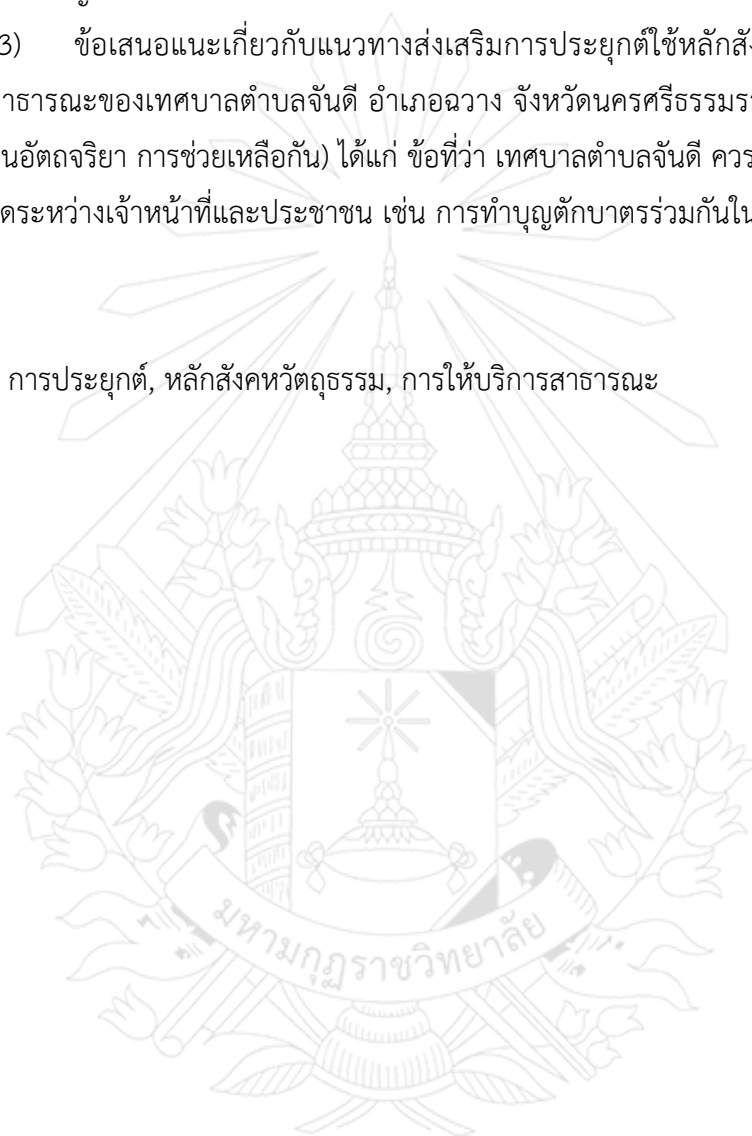 3) ข้อเสนอแนะเกี่ยวกับแนวทางส่งเสริมการประยุกต์ใช้หลักสัง
าธารณะของเทศบาลตำบลจันดี อำเภอฉวาง จังหวัดนครศรีธรรมรา
นอัตถจริยา การช่วยเหลือกัน) ได้แก่ ข้อที่ว่า เทศบาลตำบลจันดี ควร
ดระหว่างเจ้าหน้าที่และประชาชน เช่น การทำบุญตักบาตรร่วมกันใน
การประยุกต์, หลักสังคหวัตถุธรรม, การให้บริการสาธารณะ
มหามกุฏราชวิทยาลัย